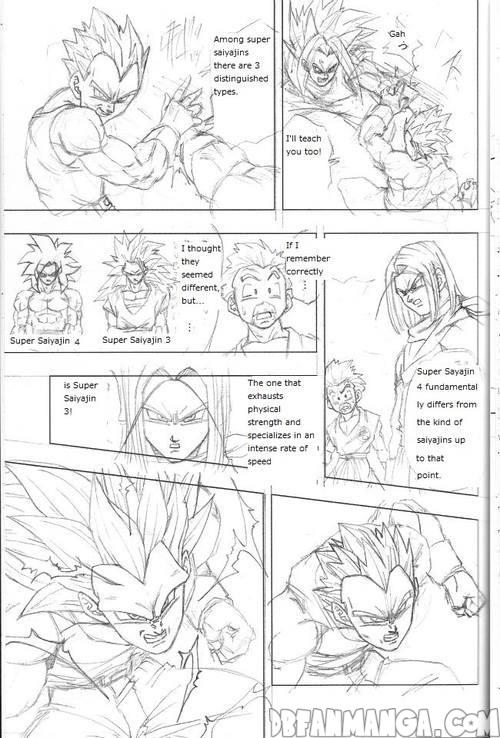 Among super
saiyajins
there are 3
distinguished
types.
Gah
I'll teach
you too!
Super Saiyajin 4
Super Saiyajin 3
I thought
they
seemed
different,
but...
...
If I
remember
correctly
...
Super Sayajin
4 fundamental
ly differs from
the kind of
saiyajins up
to that
point.
is Super
Saiyajin
3!
The one that
exhausts
physical
strength and
specializes in an
intense rate of
speed
DBFANMANGA.COM